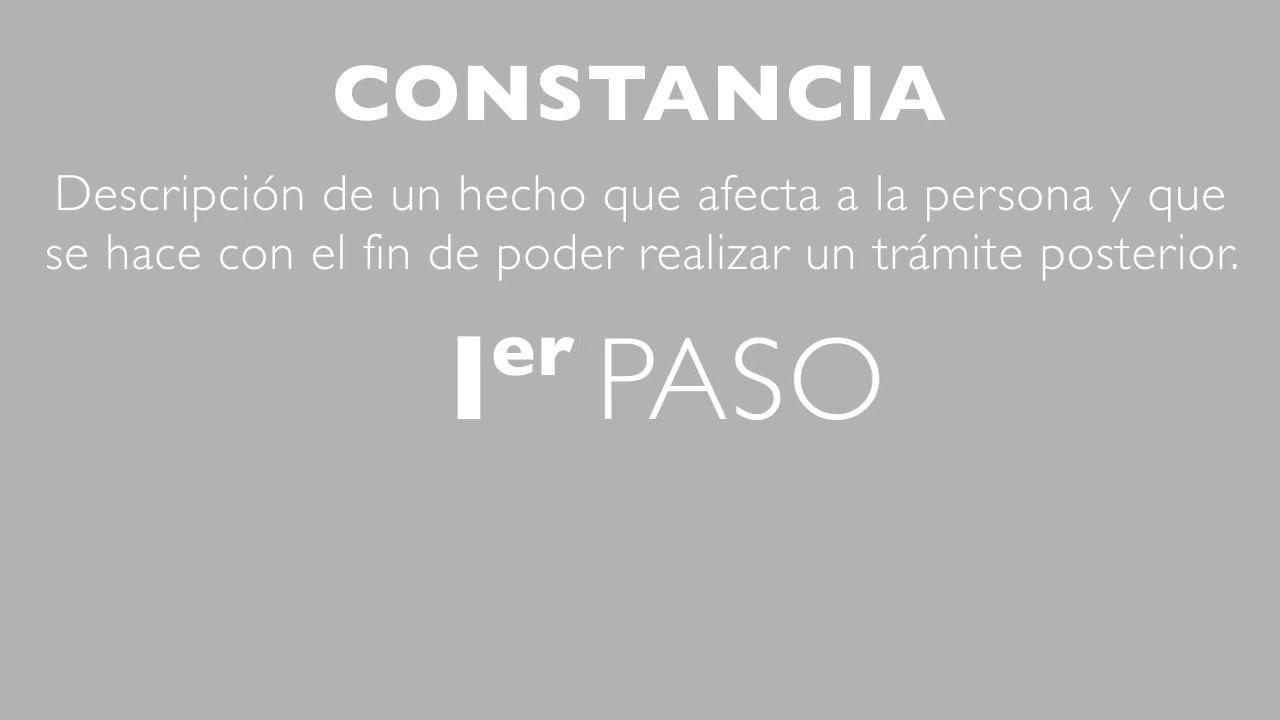 CONSTANCIA
Descripción de un hecho que afecta a la persona y que
se hace con el fin de poder realizar un trámite posterior.
1er PASO